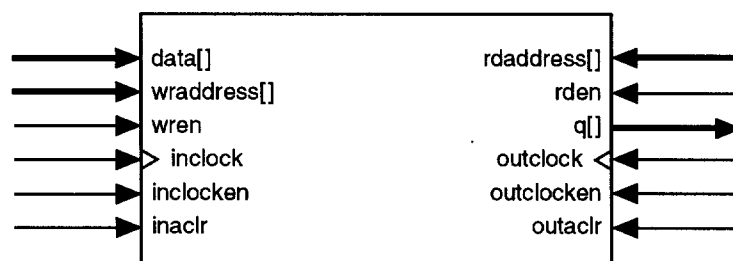 data[]
wraddress[]
wren
inclock
inclocken
inaclr
rdaddress[]
rden
q[]
outclock
outclocken
outaclr